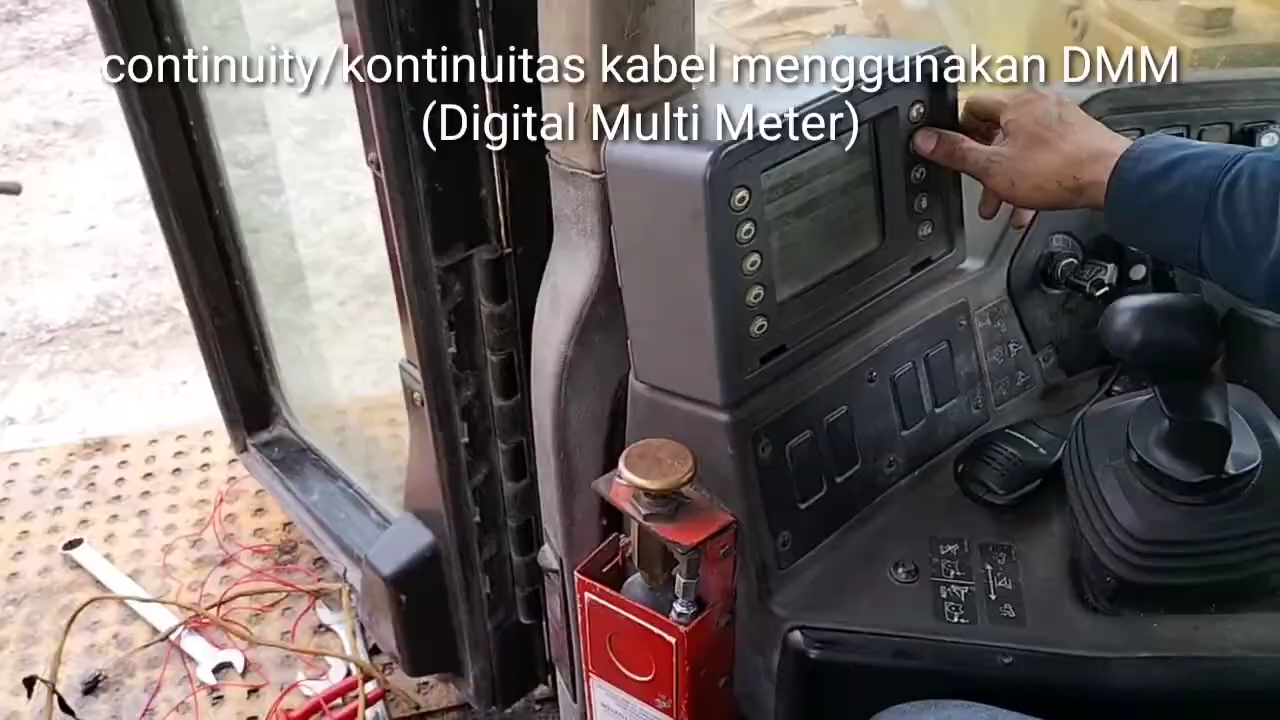 continuity/kontinuitas kabel menggunakan DMM
(Digital Multi Meter)